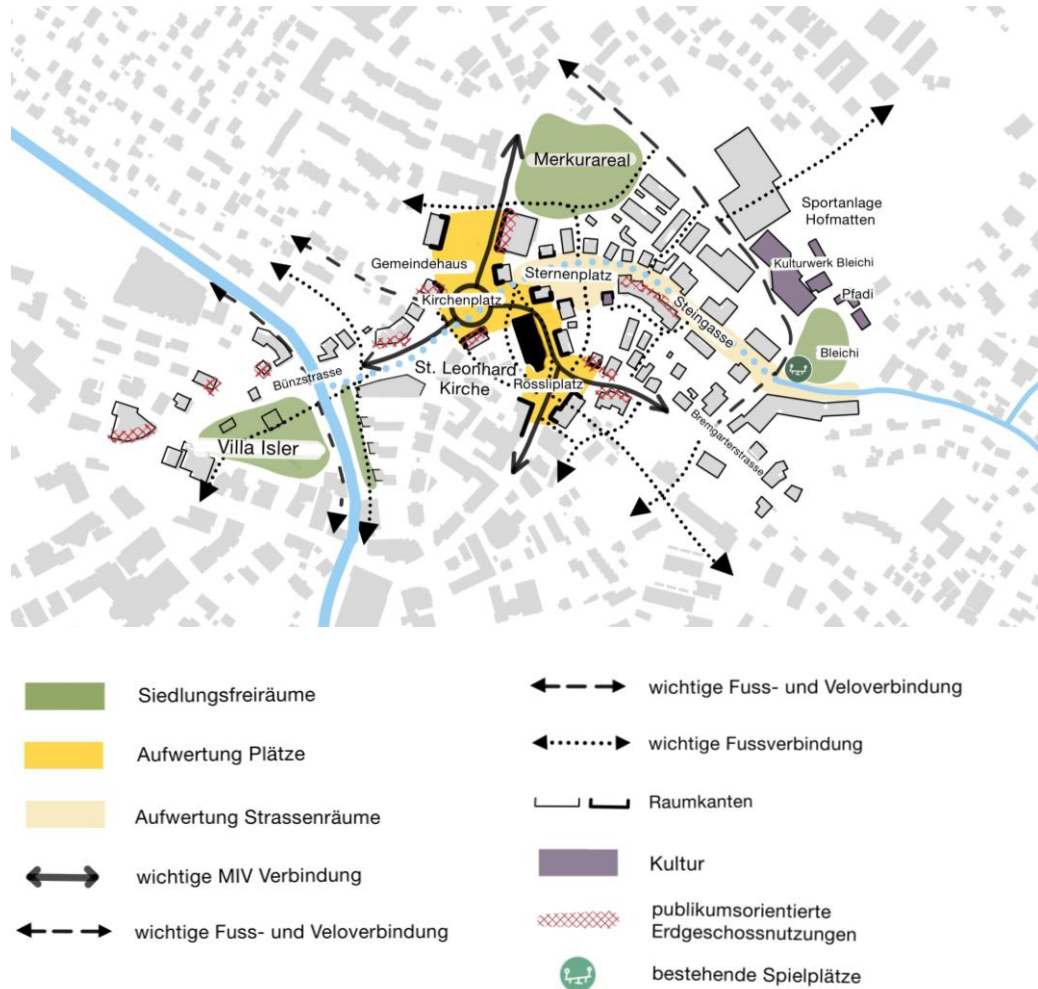 Merkurareal
Sportanlage
Hofmatten
Gemeindehaus
Sternenplatz
Kulturwerk Bleichi
Kirchenplatz
Pfadi
Steingasse
Bleichi
St. Leonhard
Kirche
Rössliplatz
Bünzstrasse
Villa Isler
Bremgarterstrasse
Siedlungsfreiräume
Aufwertung Plätze
Aufwertung Strassenräume
wichtige MIV Verbindung
wichtige Fuss- und Veloverbindung
wichtige Fuss- und Veloverbindung
wichtige Fussverbindung
Raumkanten
Kultur
publikumsorientierte
Erdgeschossnutzungen
bestehende Spielplätze